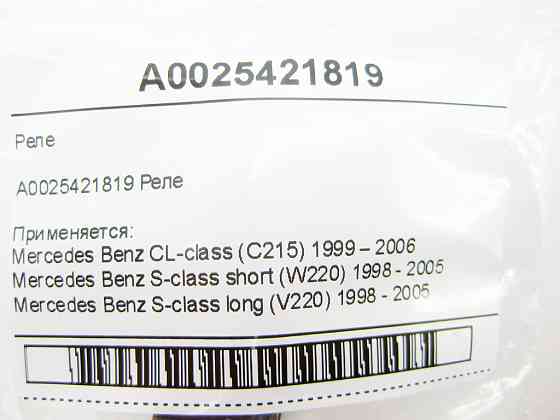 A0025421819
Реле
A0025421819 Реле
Применяется:
Mercedes Benz CL-class (C215) 1999 – 2006
Mercedes Benz S-class short (W220) 1998 - 2005
Mercedes Benz S-class long (V220) 1998 - 2005